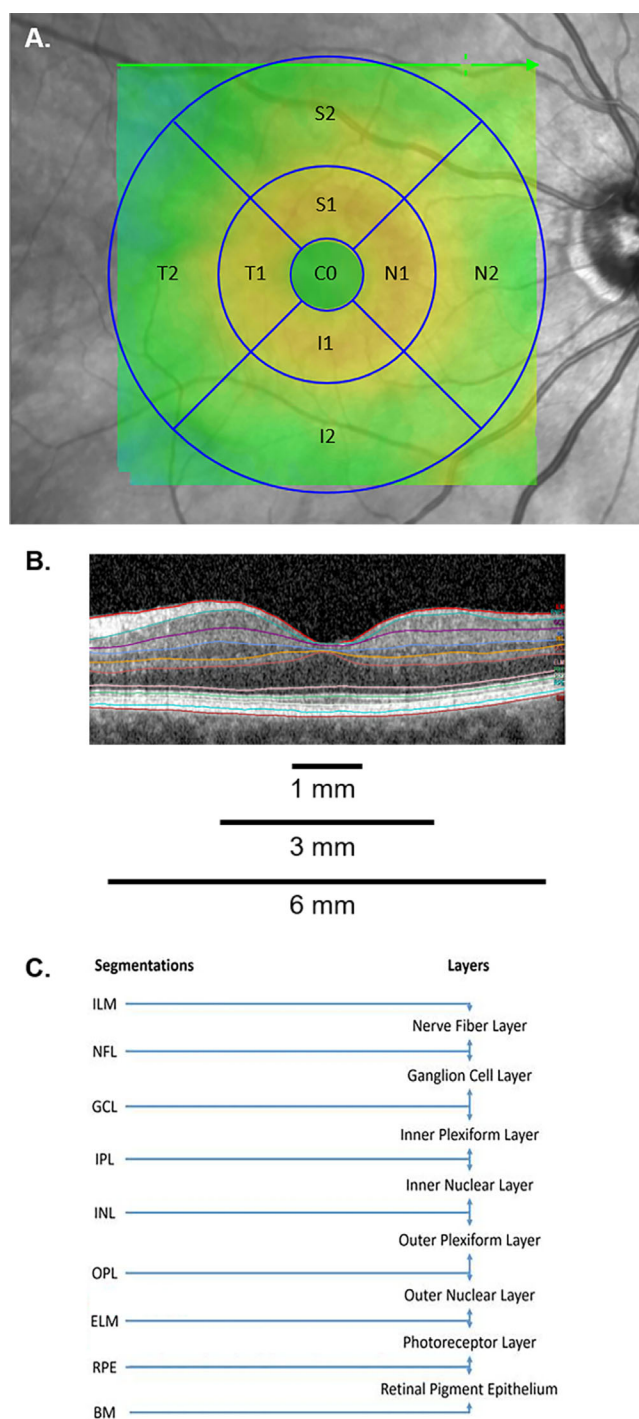 A.
S2
S1
T2 T1 C0 N1 N2
I1
I2
B.
ILM
ELM
1 mm
3 mm
6 mm
C.
Segmentations Layers
ILM
Nerve Fiber Layer
NFL
Ganglion Cell Layer
GCL
Inner Plexiform Layer
IPL
Inner Nuclear Layer
INL
Outer Plexiform Layer
OPL
Outer Nuclear Layer
ELM
Photoreceptor Layer
RPE
Retinal Pigment Epithelium
BM